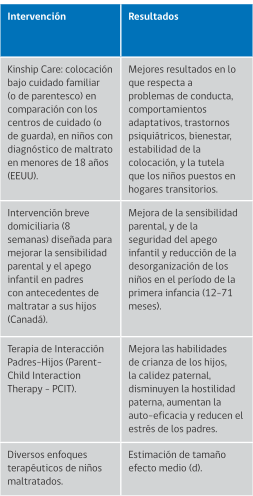 Intervención
Resultados
Kinship Care: colocación
bajo cuidado familiar
(o de parentesco) en
comparación con los
centros de cuidado (o
de guarda), en niños con
diagnóstico de maltrato
en menores de 18 años
(EEUU).
Mejores resultados en lo
que respecta a
problemas de conducta,
comportamientos
adaptativos, trastornos
psiquiátricos, bienestar,
estabilidad de la
colocación, y la tutela
que los niños puestos en
hogares transitorios.
Intervención breve
domiciliaria (8
semanas) diseñada para
mejorar la sensibilidad
parental y el apego
infantil en padres
con antecedentes de
maltratar a sus hijos
(Canadá).
Mejora de la sensibilidad
parental, y de la
seguridad del apego
infantil y reducción de la
desorganización de los
niños en el período de la
primera infancia (12-71
meses).
Terapia de Interacción
Padres-Hijos (Parent-
Child Interaction
Therapy - PCIT).
Mejora las habilidades
de crianza de los hijos,
la calidez paternal,
disminuyen la hostilidad
paterna, aumentan la
auto-eficacia y reducen el
estrés de los padres.
Diversos enfoques
terapéuticos de niños
maltratados.
Estimación de tamaño
efecto medio (d).